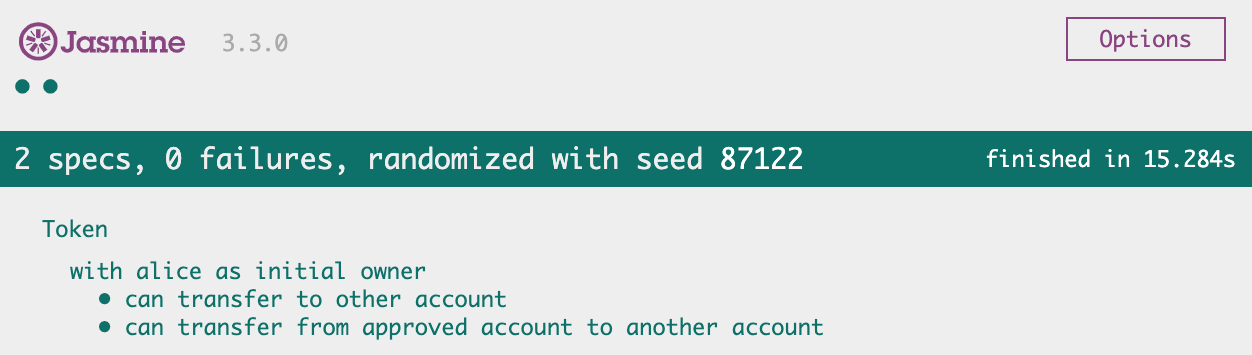 Jasmine 3.3.0 Options
2 specs, 0 failures, randomized with seed 87122 finished in 15.284s
Token
with alice as initial owner
• can transfer to other account
• can transfer from approved account to another account